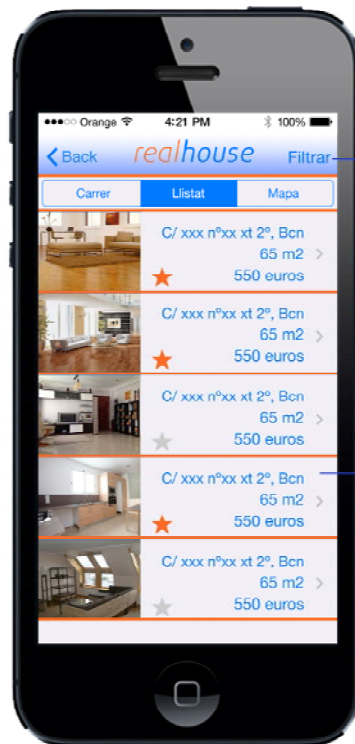 Orange 4:21 PM 100%
Back realhouse Filtrar
Carrer Llistat Mapa
C/ xxx nºxx xt 2º, Bcn
65 m2
550 euros
C/ xxx nºxx xt 2º, Bcn
65 m2
550 euros
C/ xxx nºxx xt 2º, Bcn
65 m2
550 euros
C/ xxx nºxx xt 2º, Bcn
65 m2
550 euros
C/ xxx nºxx xt 2º, Bcn
65 m2
550 euros